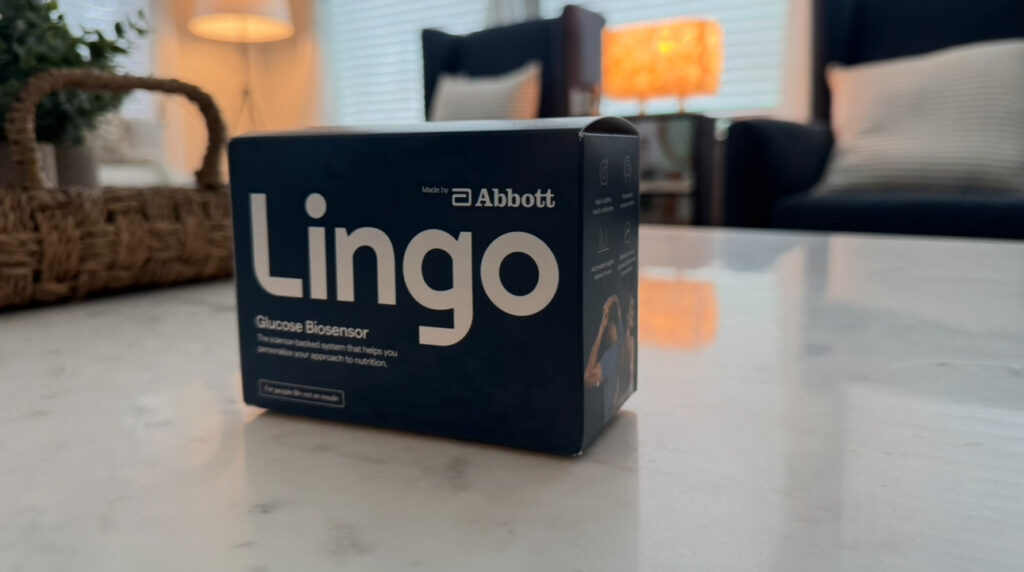 Made by Abbott
Lingo
Glucose Biosensor
The science-backed system that helps you
personalize your approach to nutrition.
For people 18+ not on insulin